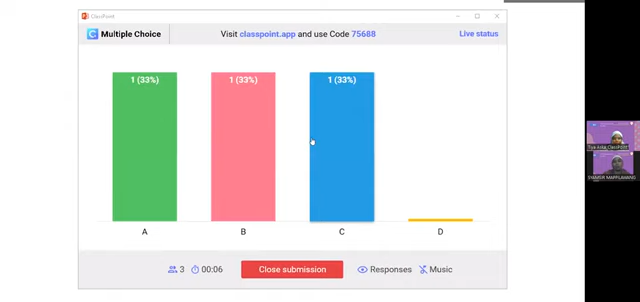 ClassPoint
Multiple Choice
Visit classpoint.app and use Code 75688
Live status
1 (33%)
1 (33%)
1 (33%)
A
B
C
D
3
00:06
Close submission
Responses
Music